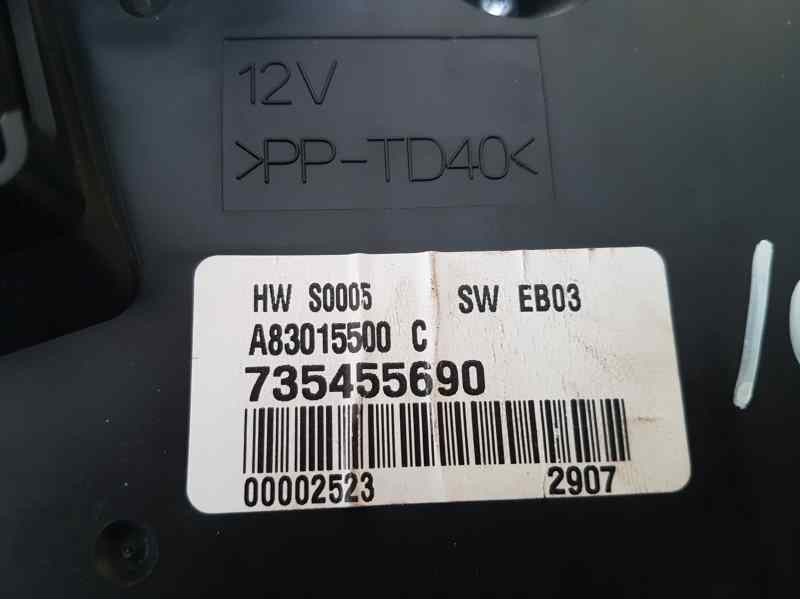 12V
>PP-TD40<
HW S0005 SW EB03
A83015500 C
735455690
00002523 2907